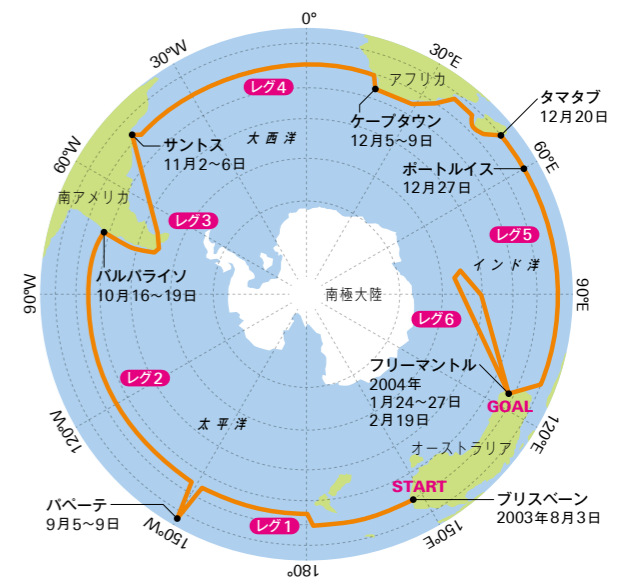 0°
30°W
30°E
アフリカ
レグ4
タマタブ
12月20日
ケープタウン
12月5〜9日
大西洋
サントス
11月2〜6日
60°W
60°E
ポートルイス
12月27日
南アメリカ
レグ3
レグ5
バルパライソ
10月16〜19日
インド洋
90°W
南極大陸
90°E
レグ6
フリーマントル
2004年
1月24〜27日
2月19日
レグ2
GOAL
太平洋
120°W
120°E
オーストラリア
START
パペーテ
9月5〜9日
150°W
レグ1
150°E
ブリスベーン
2003年8月3日
180°